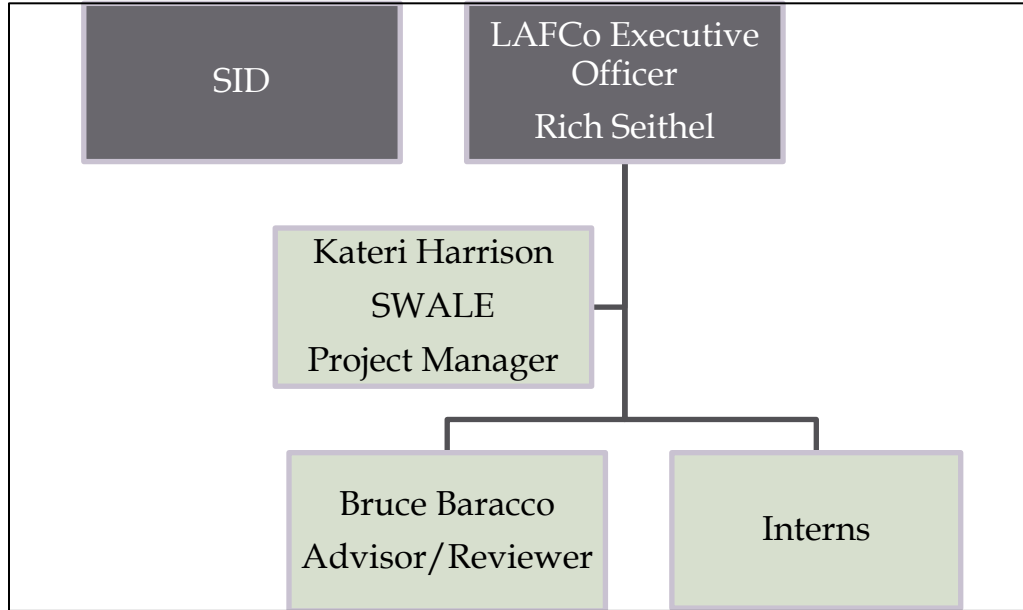 SID
LAFCo Executive
Officer
Rich Seithel
Kateri Harrison
SWALE
Project Manager
Bruce Baracco
Advisor/Reviewer
Interns